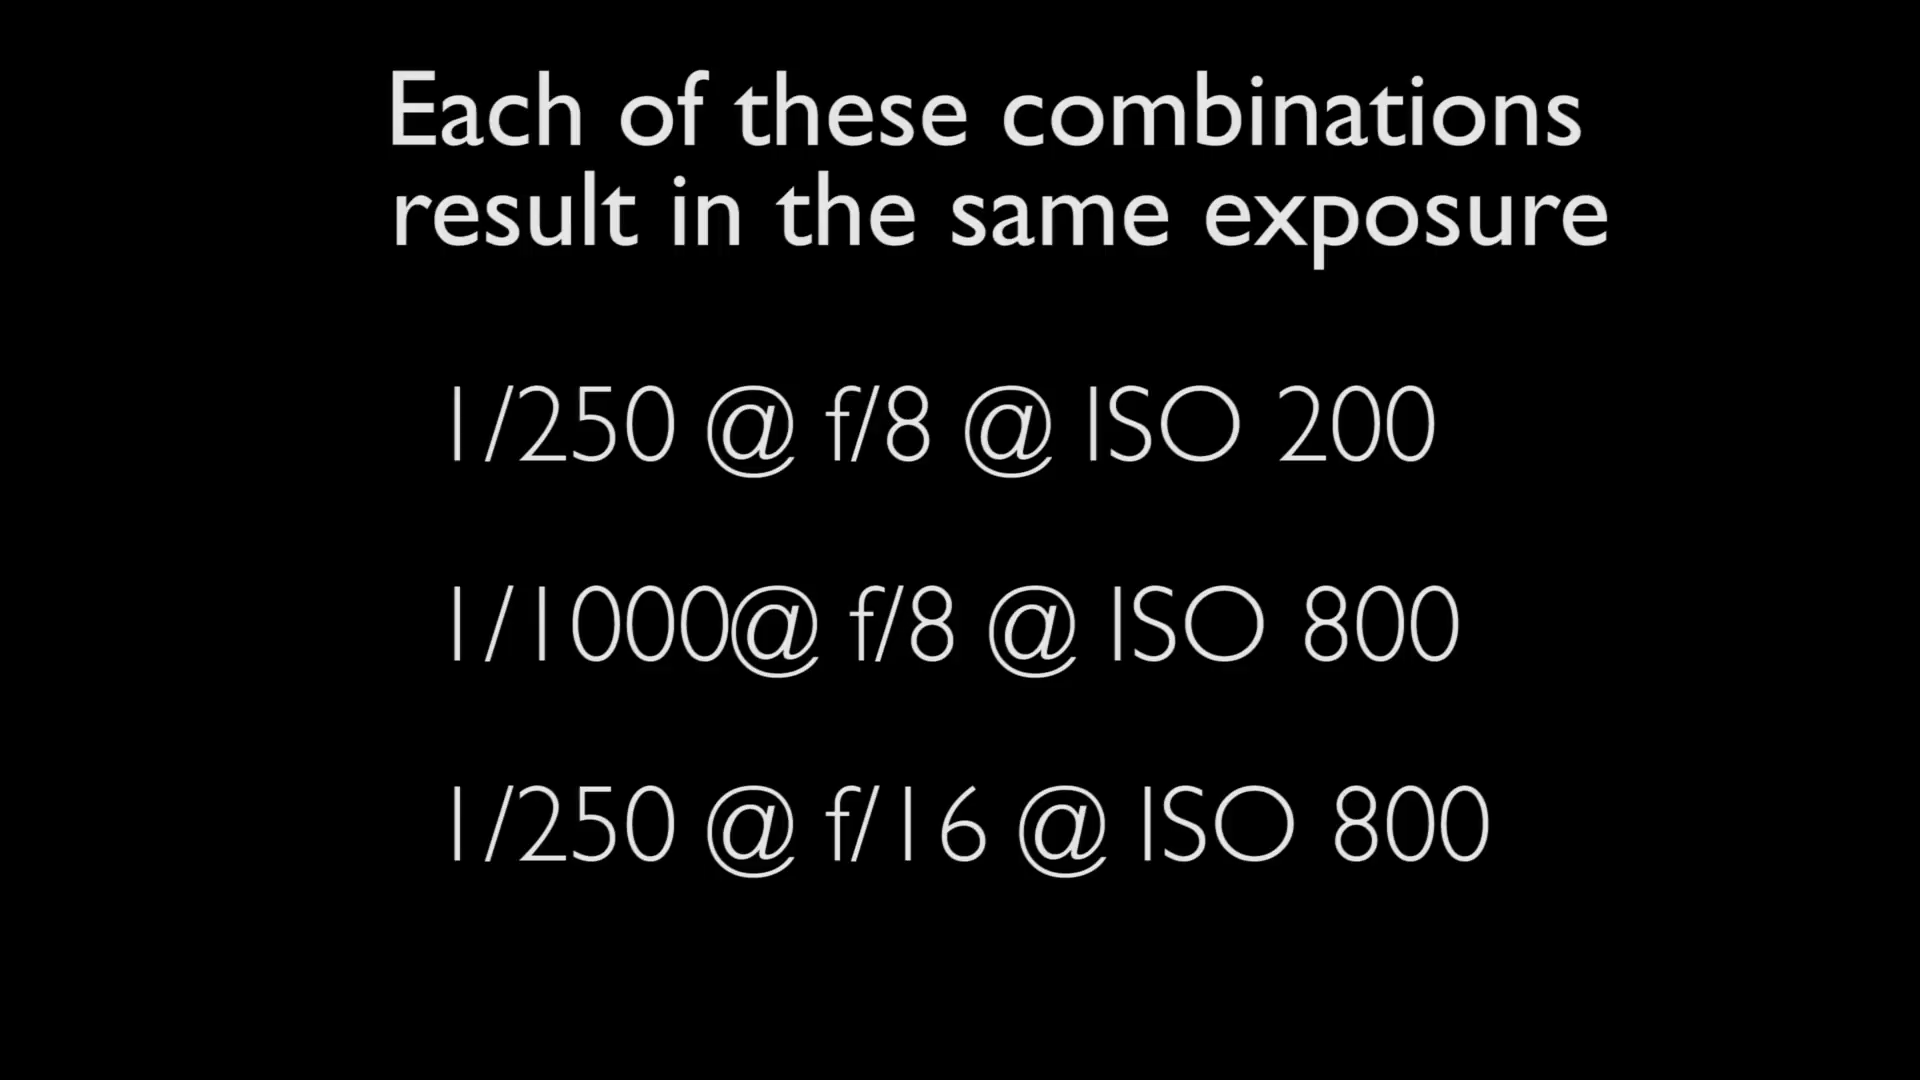 Each of these combinations
result in the same exposure
1/250 @ f/8 @ ISO 200
1/1000@ f/8 @ ISO 800
1/250 @ f/16 @ ISO 800